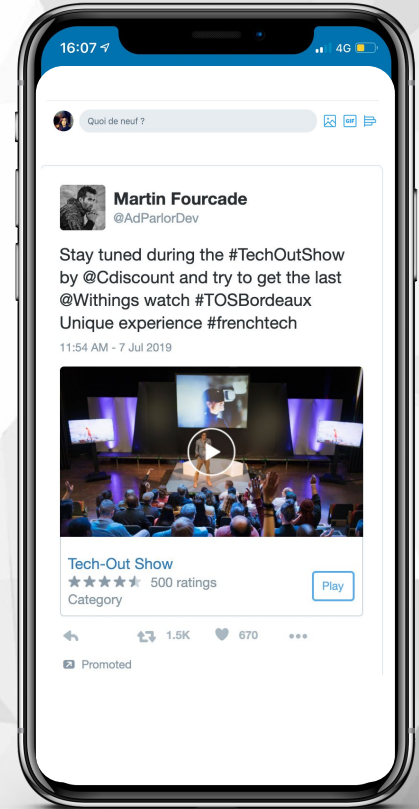 16:07
4G
Quoi de neuf ?
GIF
Martin Fourcade
@AdParlorDev
Stay tuned during the #TechOutShow
by @Cdiscount and try to get the last
@Withings watch #TOSBordeaux
Unique experience #frenchtech
11:54 AM - 7 Jul 2019
Tech-Out Show
500 ratings
Category
Play
1.5K
670
Promoted